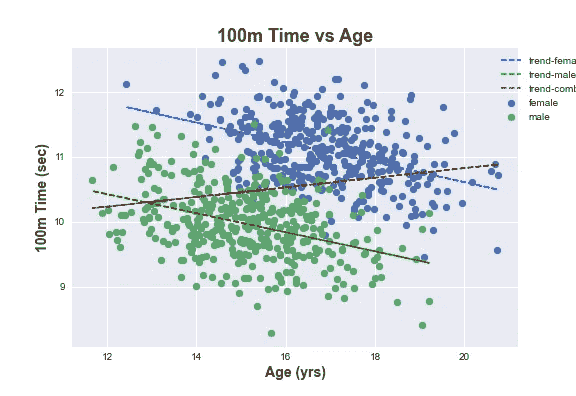 100m Time vs Age
trend-fema
trend-male
trend-comb
female
male
12
11
10
9
100m Time (sec)
12
14
16
18
20
Age (yrs)